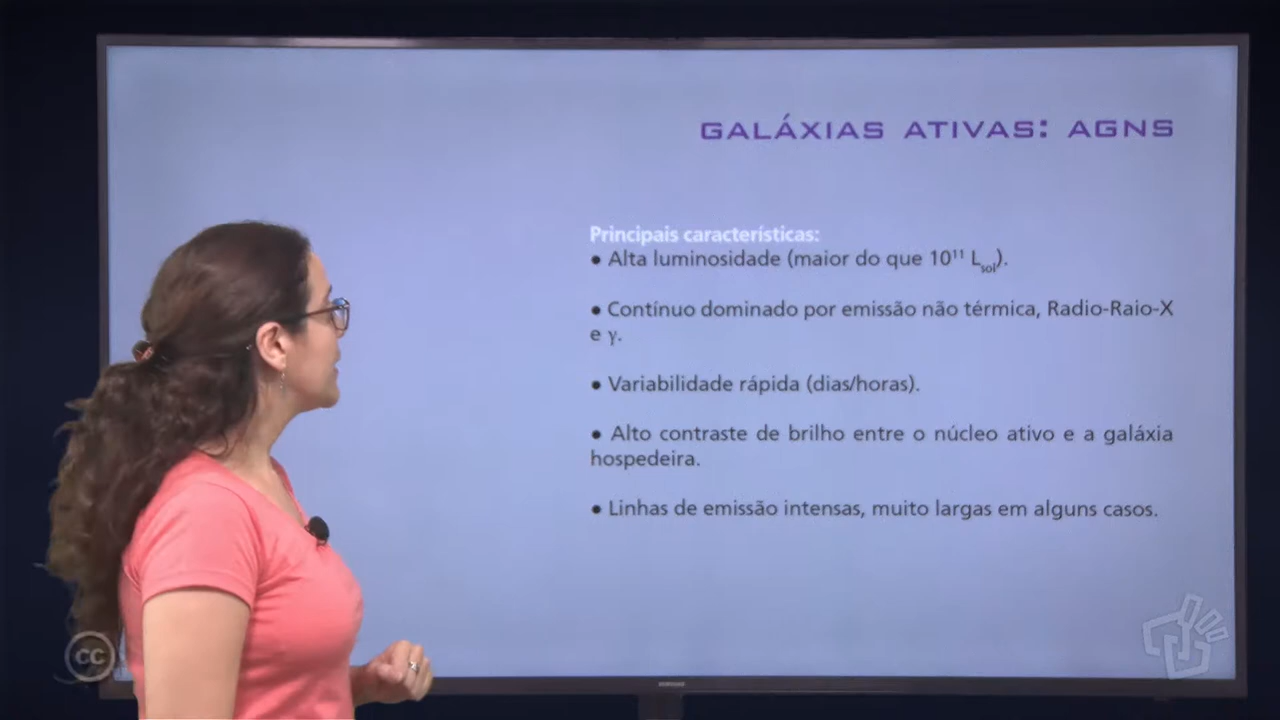 GALÁXIAS ATIVAS: AGNS
Principais características:
• Alta luminosidade (maior do que 10¹¹ Lsol).
• Contínuo dominado por emissão não térmica, Radio-Raio-X
e γ.
• Variabilidade rápida (dias/horas).
• Alto contraste de brilho entre o núcleo ativo e a galáxia
hospedeira.
• Linhas de emissão intensas, muito largas em alguns casos.
cc
SAMSUNG